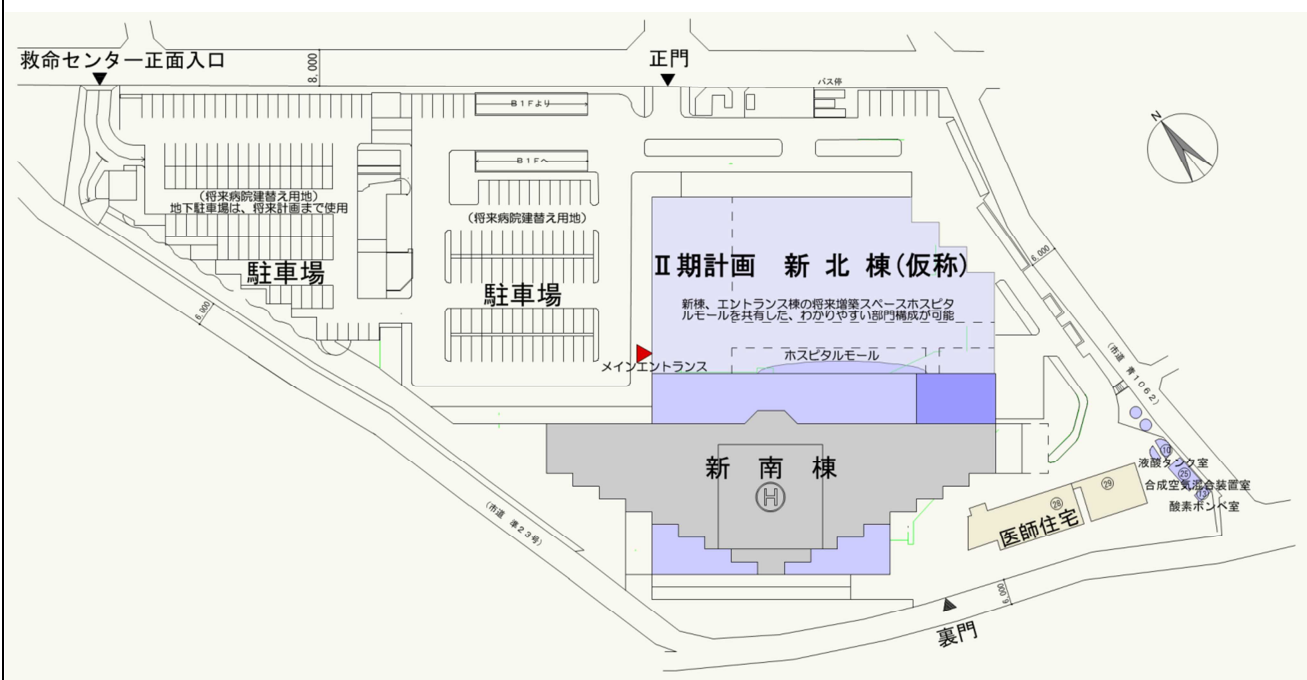 救命センター正面入口
8,000
正門
バス停
B1Fより
N
B1Fへ
(将来病院建替え用地)
地下駐車場は、将来計画まで使用
(将来病院建替え用地)
駐車場
駐車場
Ⅱ期計画 新 北 棟(仮称)
新棟、エントランス棟の将来増築スペースホスピタ
ルモールを共有した、わかりやすい部門構成が可能
6,000
6,000
ホスピタルモール
メインエントランス
(市道 青1062)
新 南 棟
H
10
液酸タンク室
25
合成空気混合装置室
13
酸素ボンベ室
29
28
医師住宅
(市道 準23号)
6,000
裏門